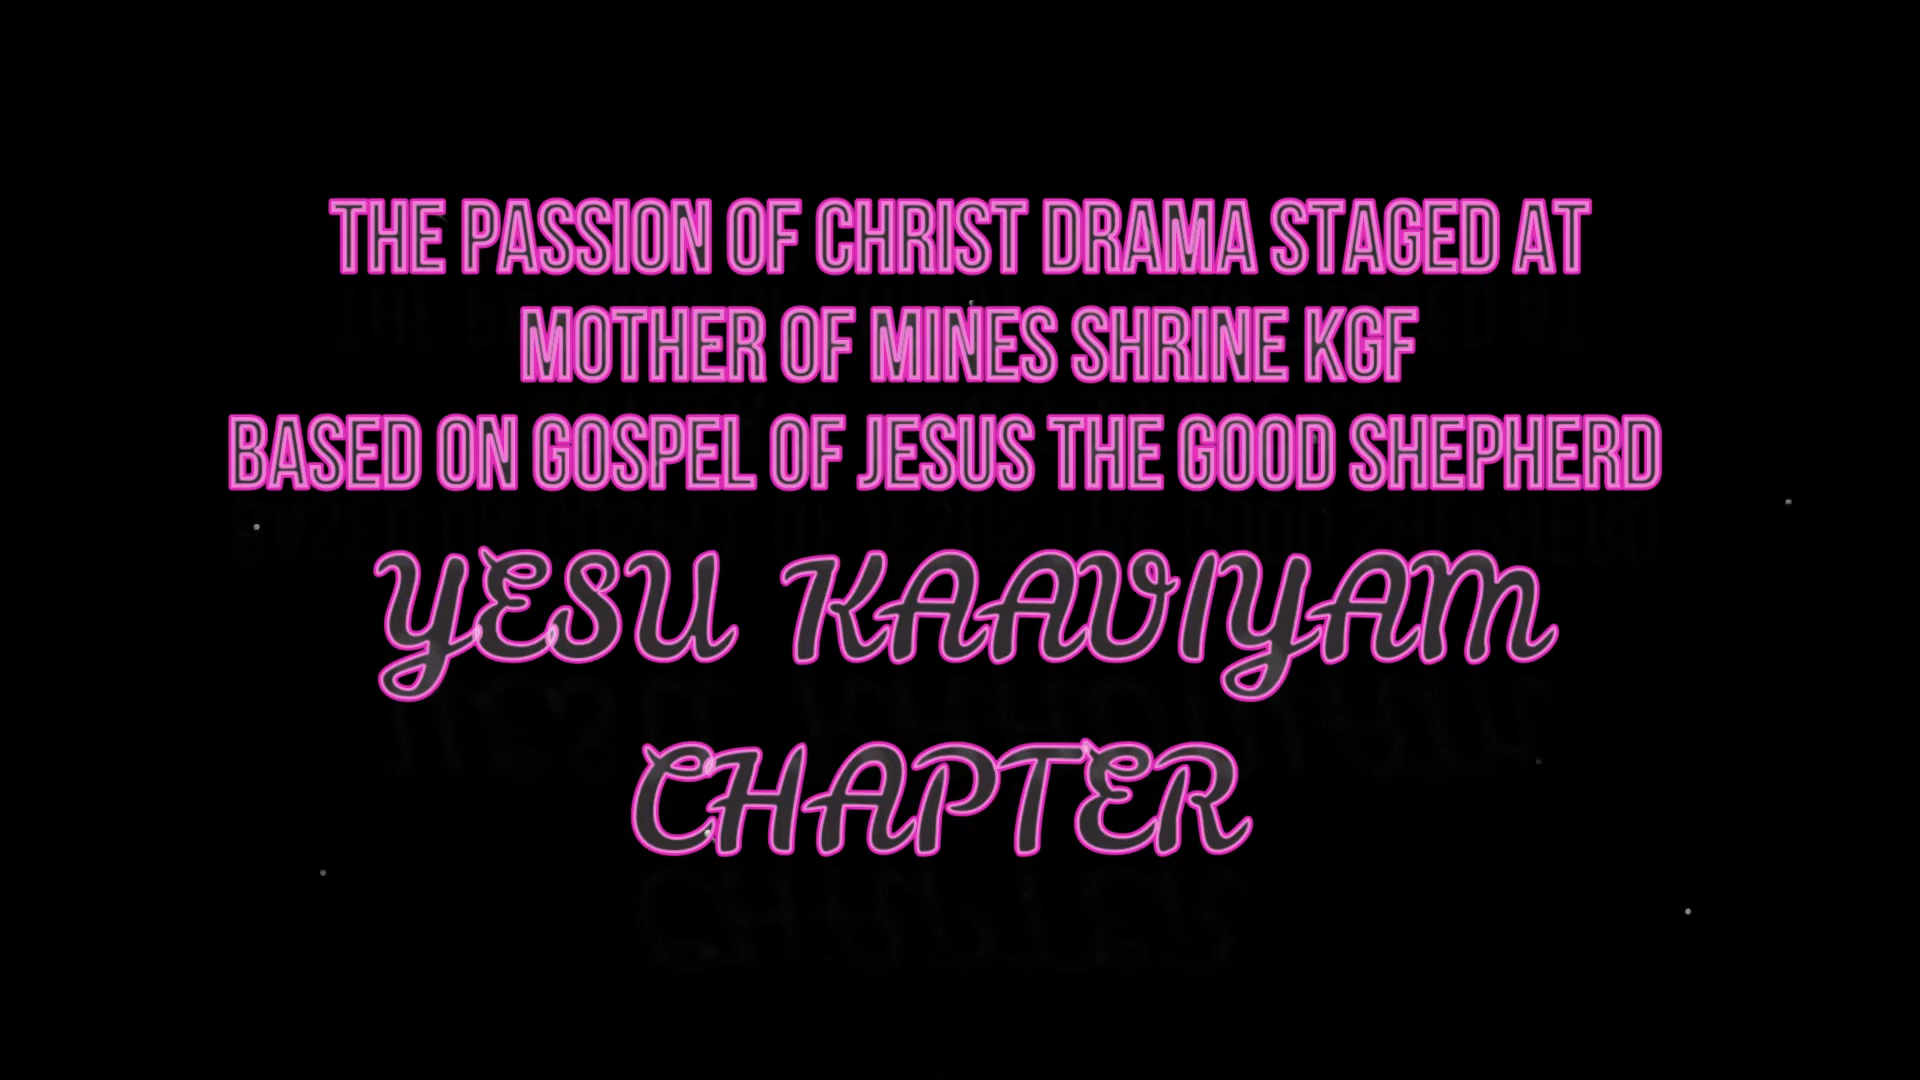 THE PASSION OF CHRIST DRAMA STAGED AT
MOTHER OF MINES SHRINE KGF
BASED ON GOSPEL OF JESUS THE GOOD SHEPHERD
YESU KAAVIYAM
CHAPTER